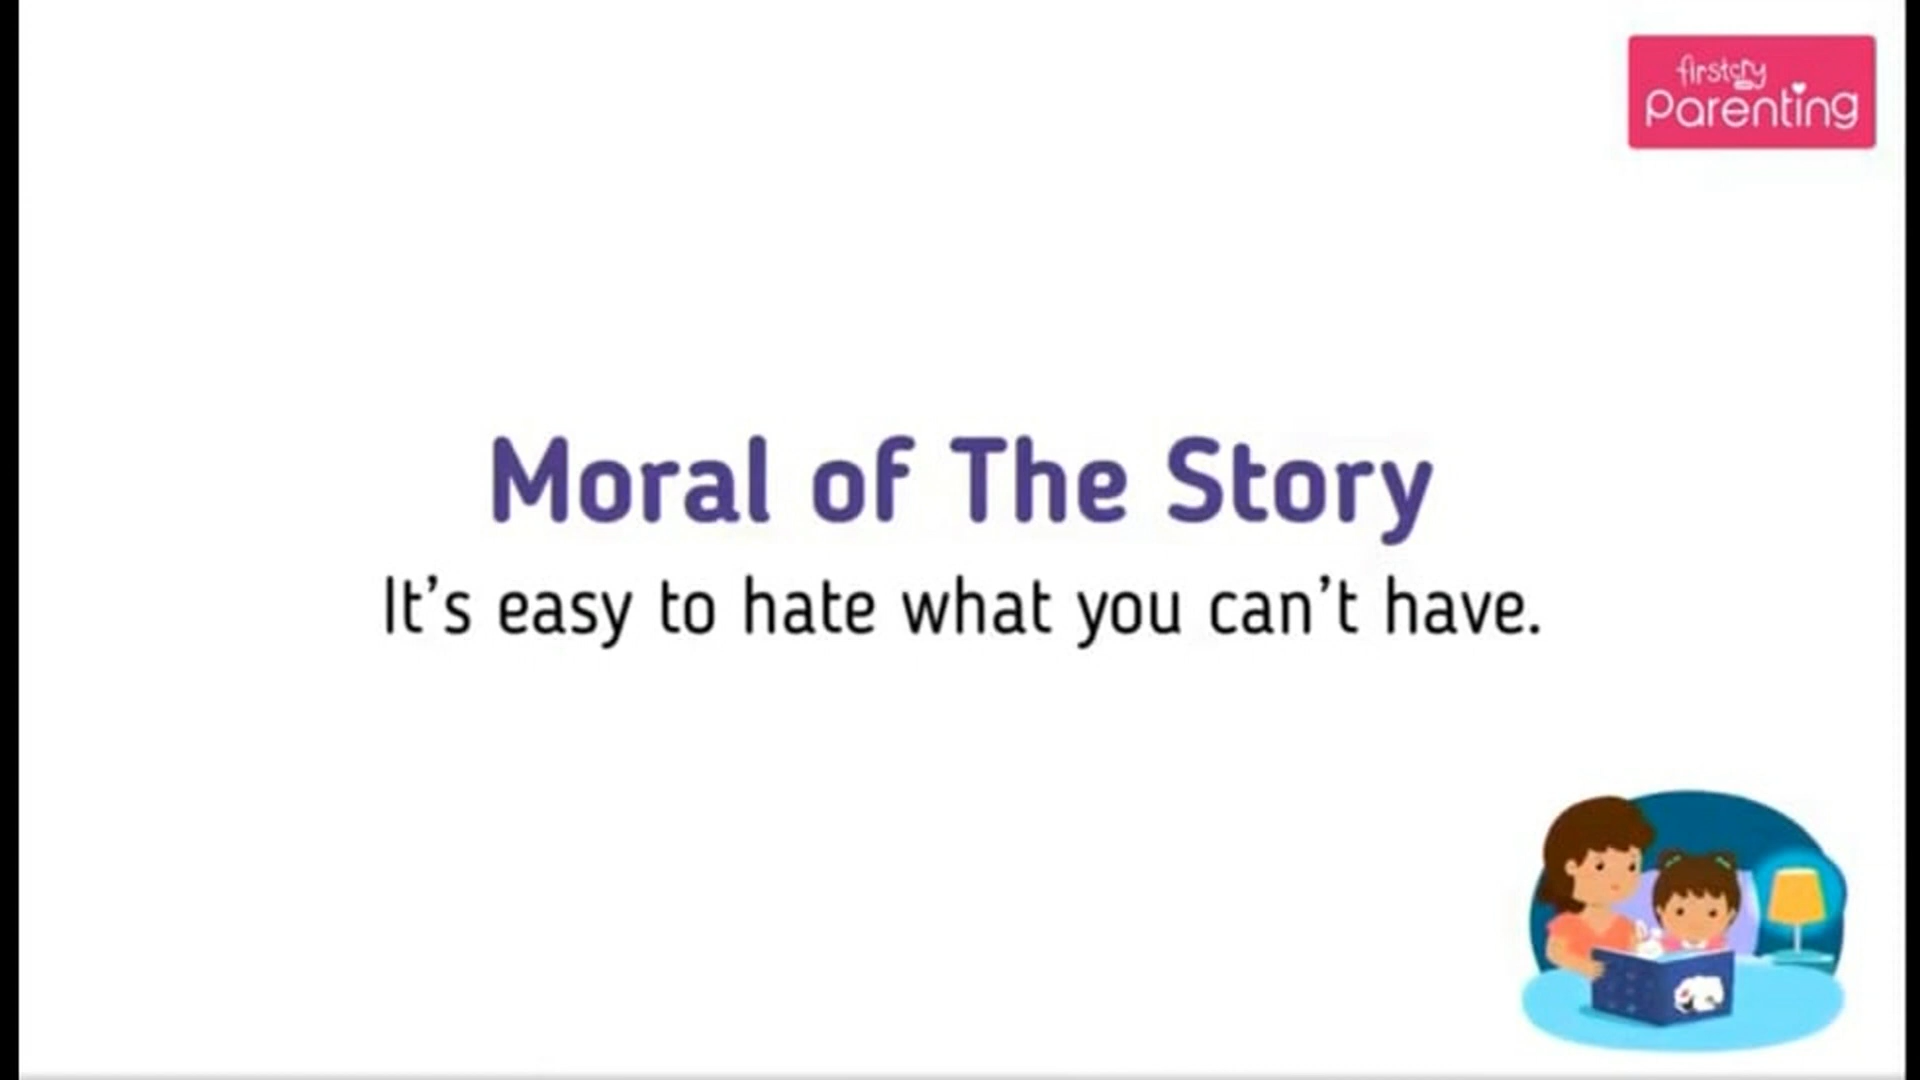 firstcry
Parenting
Moral of The Story
It's easy to hate what you can't have.